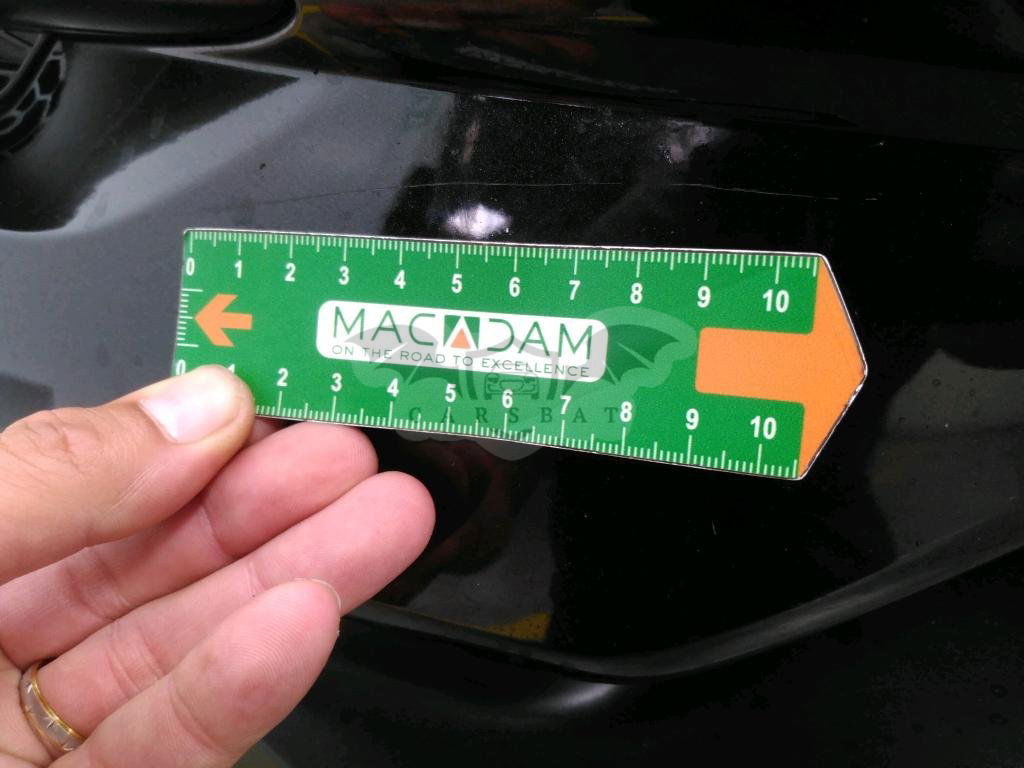 0 1 2 3 4 5 6 7 8 9 10
MACADAM
ON THE ROAD TO EXCELLENCE
CARSBAT
0 1 2 3 4 5 6 7 8 9 10